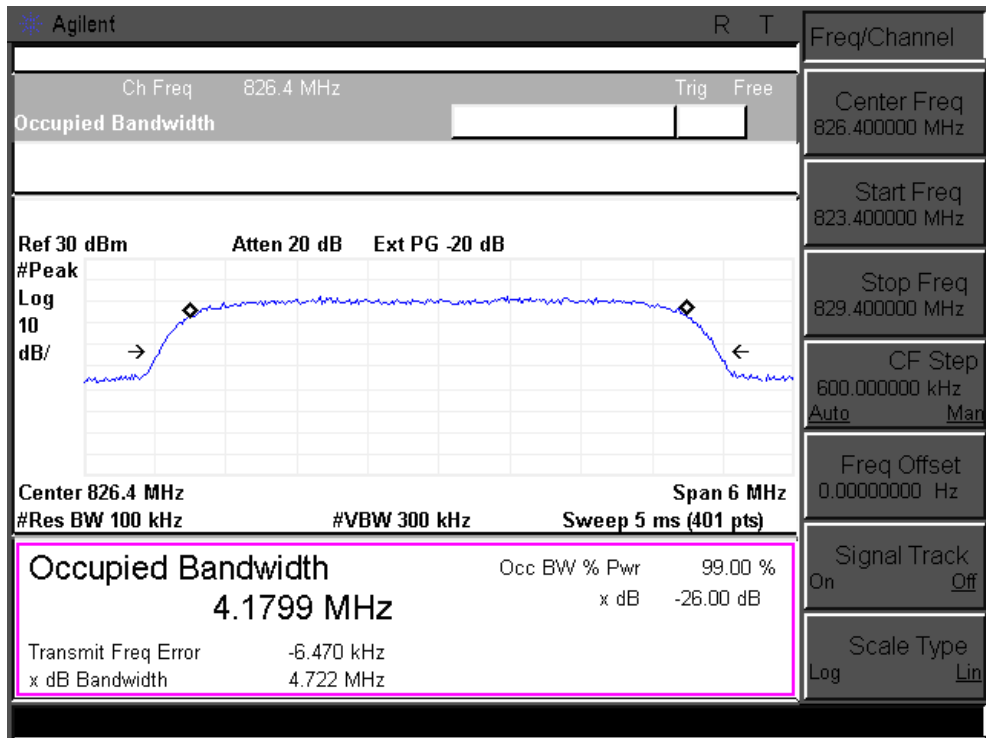 Agilent R T
Ch Freq 826.4 MHz Trig Free
Occupied Bandwidth
Ref 30 dBm Atten 20 dB Ext PG -20 dB
#Peak
Log
10
dB/
Center 826.4 MHz Span 6 MHz
#Res BW 100 kHz #VBW 300 kHz Sweep 5 ms (401 pts)
Occupied Bandwidth Occ BW % Pwr 99.00 %
4.1799 MHz x dB -26.00 dB
Transmit Freq Error -6.470 kHz
x dB Bandwidth 4.722 MHz
Freq/Channel
Center Freq
826.400000 MHz
Start Freq
823.400000 MHz
Stop Freq
829.400000 MHz
CF Step
600.000000 kHz
Auto Man
Freq Offset
0.00000000 Hz
Signal Track
On Off
Scale Type
Log Lin